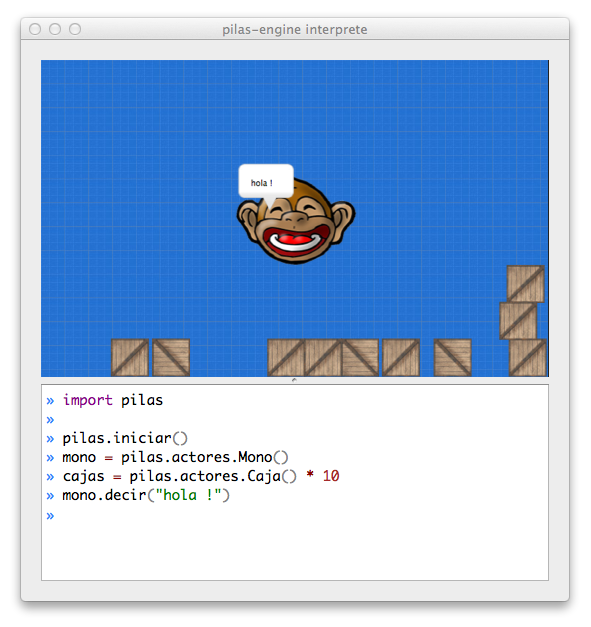 pilas-engine interprete
hola !
» import pilas
»
» pilas.iniciar()
» mono = pilas.actores.Mono()
» cajas = pilas.actores.Caja() * 10
» mono.decir("hola !")
»